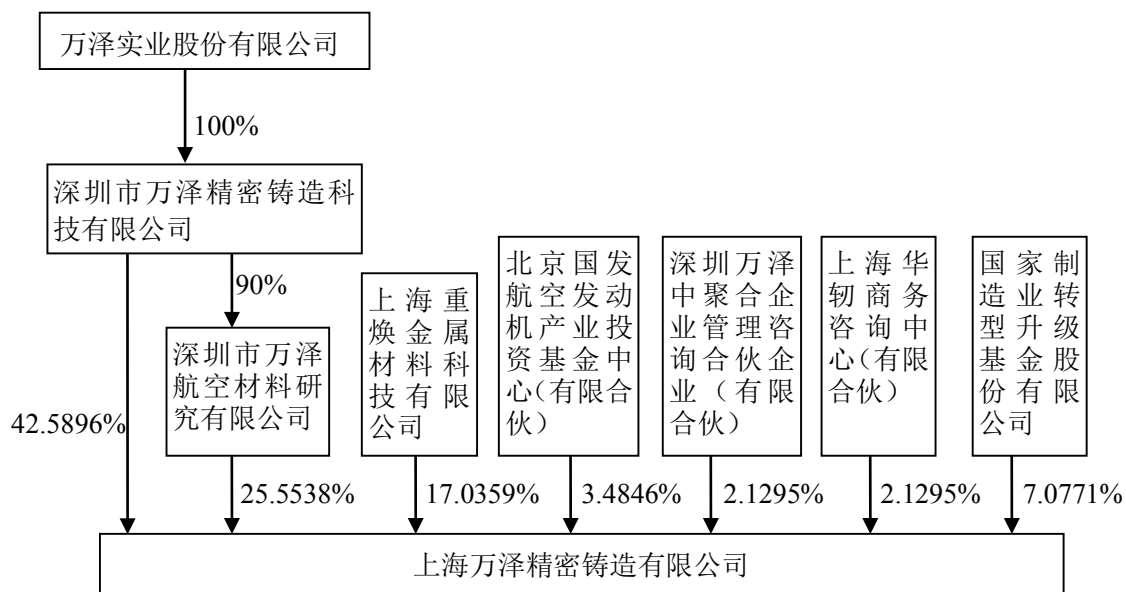 万泽实业股份有限公司
100%
深圳市万泽精密铸造科
技有限公司
90%
深圳市万泽
航空材料研
究有限公司
上海重
焕金属
材料科
技有限
公司
北京国发
航空发动
机产业投
资基金中
心(有限合
伙）
深圳万泽
中聚合企
业管理咨
询合伙企
业（有限
合伙）
上海华
轫商务
咨询中
心(有限
合伙)
国家制
造业转
型升级
基金股
份有限
公司
42.5896%
25.5538%
17.0359%
3.4846%
2.1295%
2.1295%
7.0771%
上海万泽精密铸造有限公司